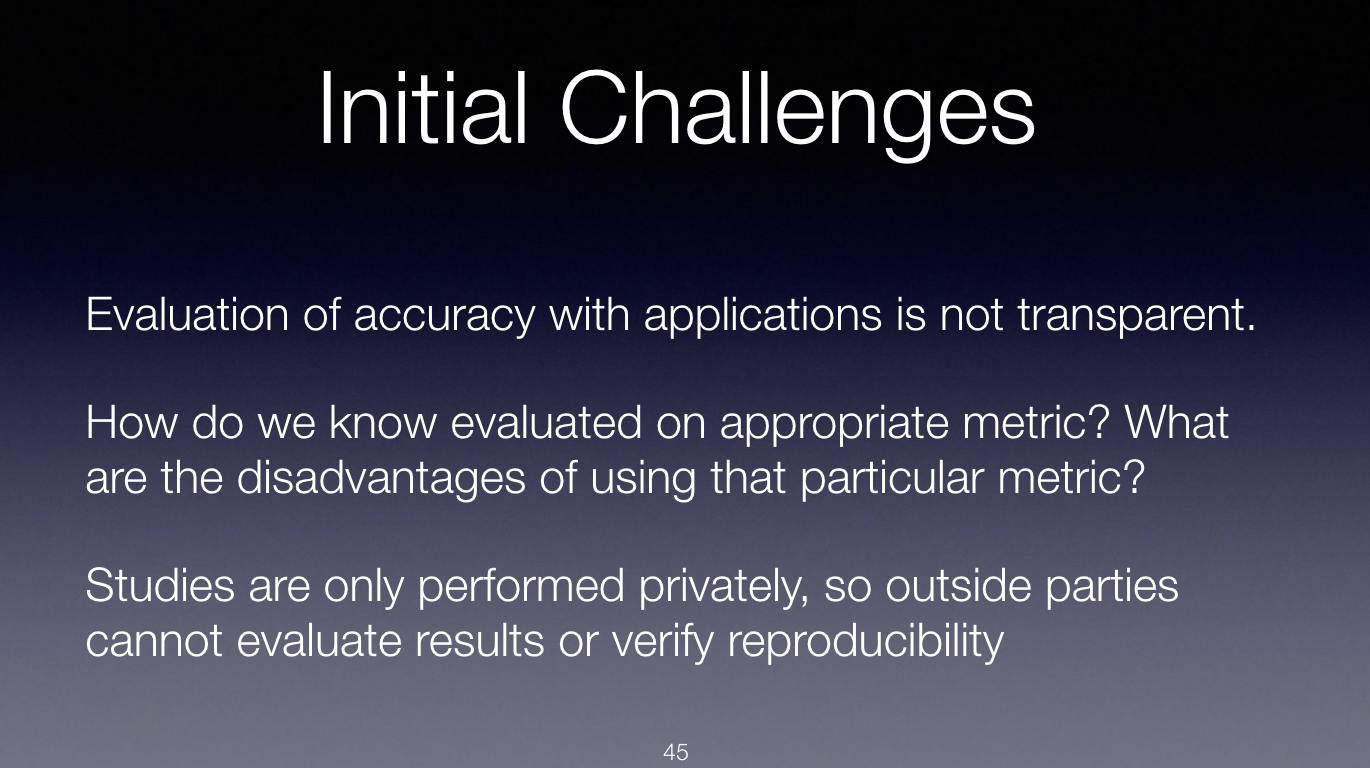 Initial Challenges
Evaluation of accuracy with applications is not transparent.
How do we know evaluated on appropriate metric? What
are the disadvantages of using that particular metric?
Studies are only performed privately, so outside parties
cannot evaluate results or verify reproducibility
45